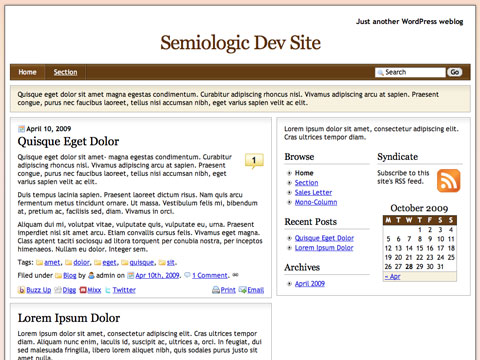 Just another WordPress weblog
Semiologic Dev Site
Home Section Search Go
Quisque eget dolor sit amet magna egestas condimentum. Curabitur adipiscing rhoncus nisl. Vivamus adipiscing arcu at sapien. Praesent
congue, purus nec faucibus laoreet, tellus nisi accumsan nibh, eget varius sapien velit ac elit.
April 10, 2009
Quisque Eget Dolor
Quisque eget dolor sit amet- magna egestas condimentum. Curabitur
adipiscing rhoncus nisl. Vivamus adipiscing arcu at sapien. Praesent
congue, purus nec faucibus laoreet, tellus nisi accumsan nibh, eget
varius sapien velit ac elit.
1
Duis tempus lacinia sapien. Praesent laoreet dictum risus. Nam quis arcu
fermentum metus tincidunt ornare. Ut massa. Vestibulum felis mi, bibendum
at, pretium ac, facilisis sed, diam. Vivamus in orci.
Aliquam dui mi, volutpat vitae, vulputate quis, vulputate eu, urna. Praesent
imperdiet nisl sit amet enim. Etiam convallis cursus felis. Vivamus eget magna.
Class aptent taciti sociosqu ad litora torquent per conubia nostra, per inceptos
himenaeos. Nullam eu dolor. Integer sem.
Tags: amet, dolor, eget, quisque, sit.
Filed under Blog by admin on Apr 10th, 2009. 1 Comment.
Buzz Up Digg Mixx Twitter Print Email
Lorem Ipsum Dolor
Lorem ipsum dolor sit amet, consectetur adipiscing elit. Cras ultrices tempor
diam. Aliquam nunc enim, iaculis id, suscipit ac, ultrices a, orci. In feugiat, dui
sed malesuada fringilla, libero lorem adipiscing velit, quis sodales purus justo sit
amet nulla.
Lorem ipsum dolor sit amet, consectetur adipiscing elit.
Cras ultrices tempor diam.
Browse
Home
Section
Sales Letter
Mono-Column
Recent Posts
Quisque Eget Dolor
Lorem Ipsum Dolor
Archives
April 2009
Syndicate
Subscribe to this
site's RSS feed.
October 2009
M T W T F S S
1 2 3 4
5 6 7 8 9 10 11
12 13 14 15 16 17 18
19 20 21 22 23 24 25
26 27 28 29 30 31
« Apr